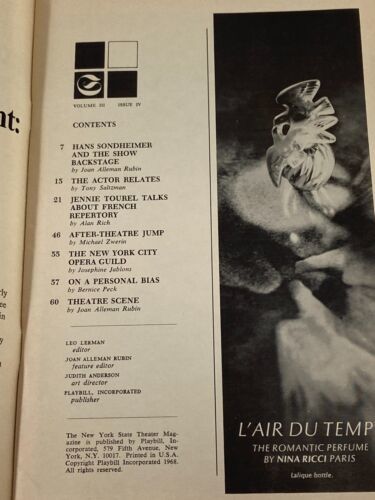 nt:
VOLUME III ISSUE IV
CONTENTS
7 HANS SONDHEIMER
AND THE SHOW
BACKSTAGE
by Joan Alleman Rubin
15 THE ACTOR RELATES
by Tony Saltzman
21 JENNIE TOUREL TALKS
ABOUT FRENCH
REPERTORY
by Alan Rich
46 AFTER-THEATRE JUMP
by Michael Zwerin
55 THE NEW YORK CITY
OPERA GUILD
by Josephine Jablons
57 ON A PERSONAL BIAS
by Bernice Peck
60 THEATRE SCENE
by Joan Alleman Rubin
LEO LERMAN
editor
JOAN ALLEMAN RUBIN
feature editor
JUDITH ANDERSON
art director
PLAYBILL, INCORPORATED
publisher
The New York State Theater Mag-
azine is published by Playbill, In-
corporated, 579 Fifth Avenue, New
York, N.Y. 10017. Printed in U.S.A.
Copyright Playbill Incorporated 1968.
All rights reserved.
L'AIR DU TEMP
THE ROMANTIC PERFUME
BY NINA RICCI PARIS
Lalique bottle.